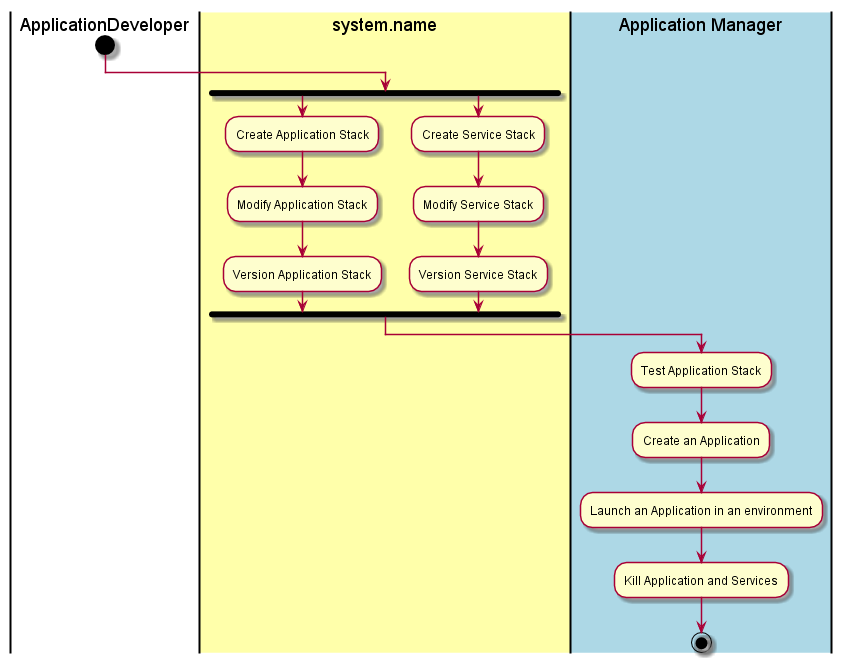 ApplicationDeveloper
system.name
Application Manager
Create Application Stack
Create Service Stack
Modify Application Stack
Modify Service Stack
Version Application Stack
Version Service Stack
Test Application Stack
Create an Application
Launch an Application in an environment
Kill Application and Services